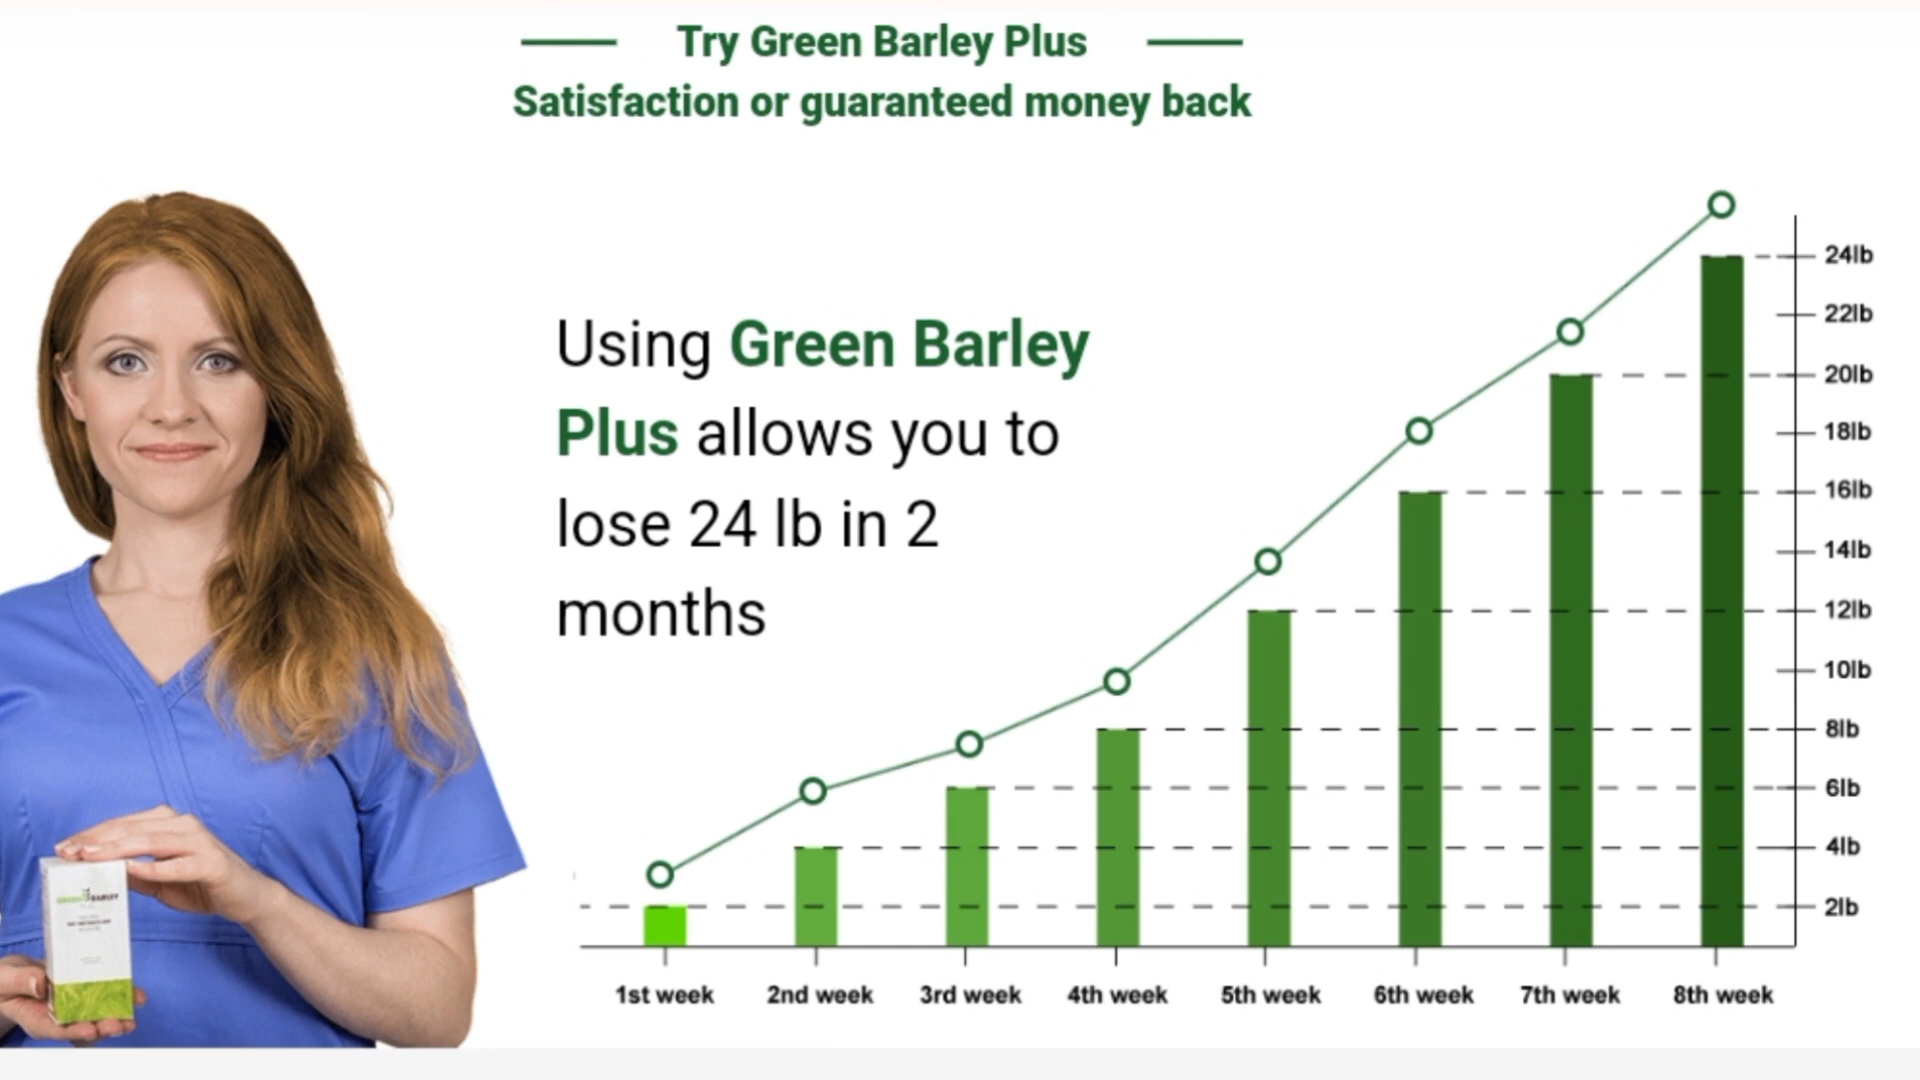 Try Green Barley Plus
Satisfaction or guaranteed money back
Using Green Barley
Plus allows you to
lose 24 lb in 2
months
24lb
22lb
20lb
18lb
16lb
14lb
12lb
10lb
8lb
6lb
4lb
2lb
1st week 2nd week 3rd week 4th week 5th week 6th week 7th week 8th week
GREEN BARLEY